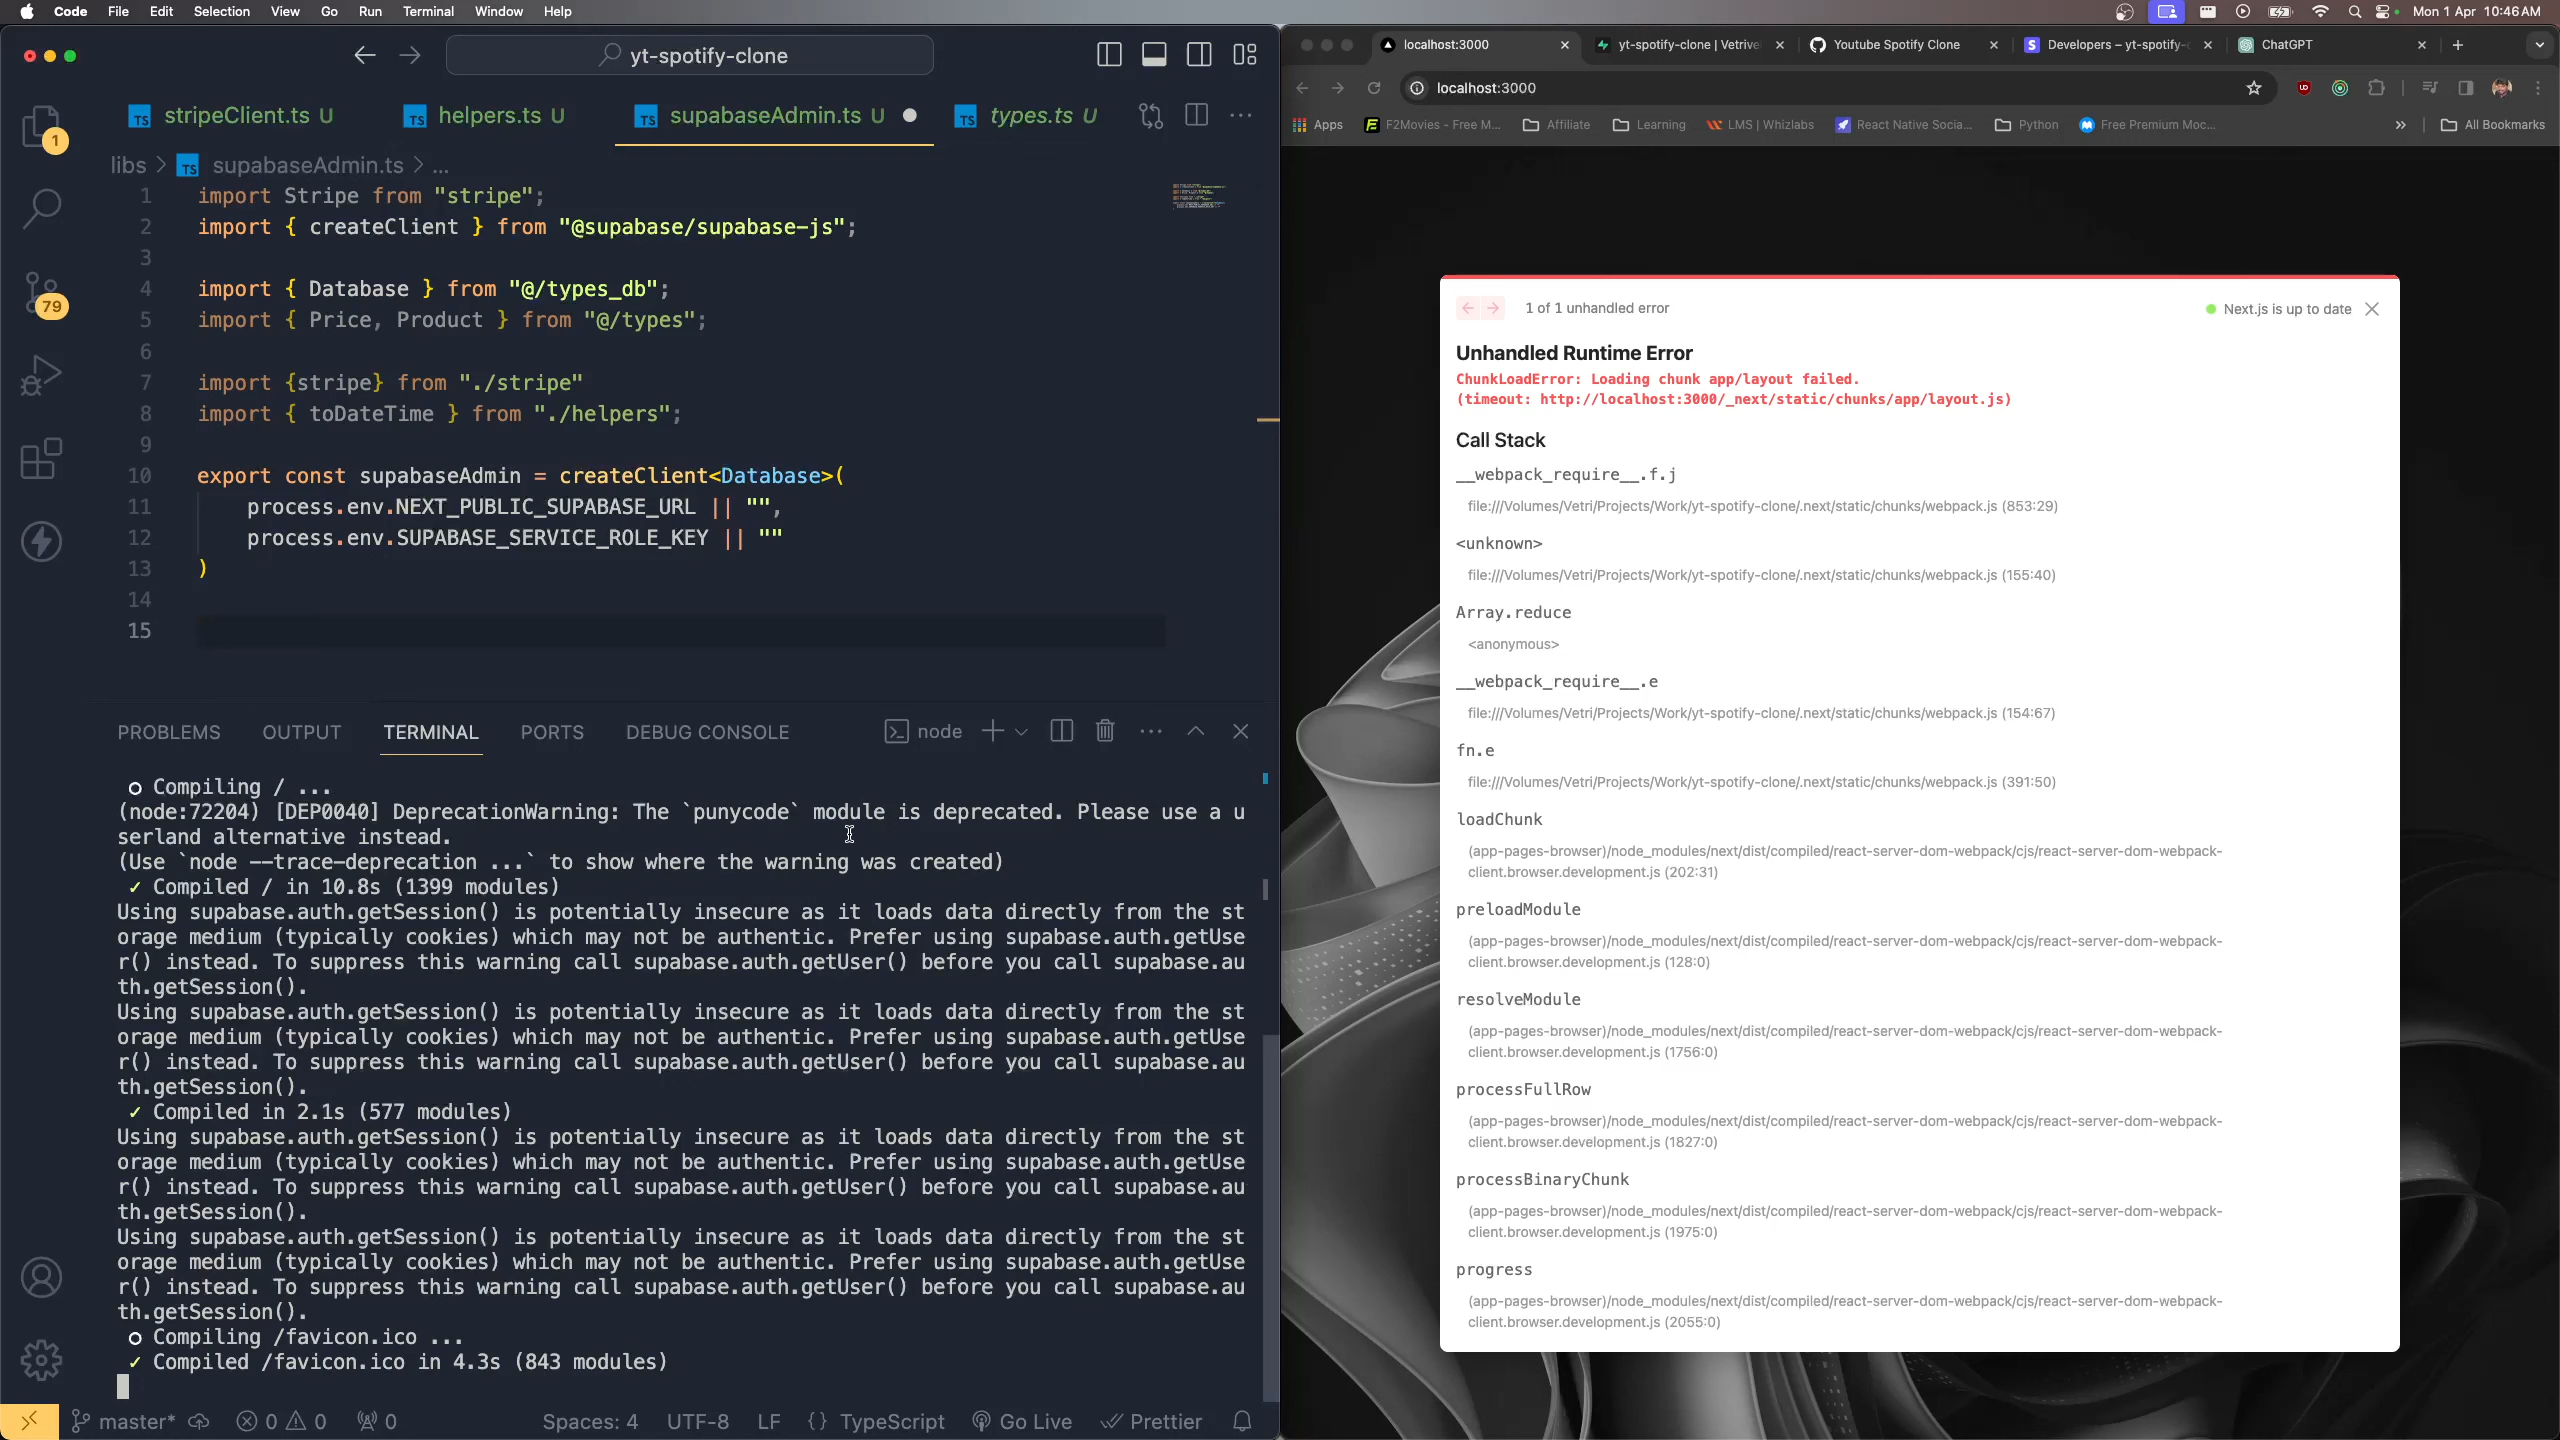 Code File Edit Selection View Go Run Terminal Window Help
Mon 1 Apr 10:46 AM
yt-spotify-clone
1
79
stripeClient.ts U
helpers.ts U
supabaseAdmin.ts U
types.ts U
libs > TS supabaseAdmin.ts > ...
1 import Stripe from "stripe";
2 import { createClient } from "@supabase/supabase-js";
3
4 import { Database } from "@/types_db";
5 import { Price, Product } from "@/types";
6
7 import {stripe} from "./stripe"
8 import { toDateTime } from "./helpers";
9
10 export const supabaseAdmin = createClient<Database>(
11 process.env.NEXT_PUBLIC_SUPABASE_URL || "",
12 process.env.SUPABASE_SERVICE_ROLE_KEY || ""
13 )
14
15
PROBLEMS OUTPUT TERMINAL PORTS DEBUG CONSOLE
node
Compiling / ...
(node:72204) [DEP0040] DeprecationWarning: The `punycode` module is deprecated. Please use a u
serland alternative instead.
(Use `node --trace-deprecation ...` to show where the warning was created)
✓ Compiled / in 10.8s (1399 modules)
Using supabase.auth.getSession() is potentially insecure as it loads data directly from the st
orage medium (typically cookies) which may not be authentic. Prefer using supabase.auth.getUse
r() instead. To suppress this warning call supabase.auth.getUser() before you call supabase.au
th.getSession().
Using supabase.auth.getSession() is potentially insecure as it loads data directly from the st
orage medium (typically cookies) which may not be authentic. Prefer using supabase.auth.getUse
r() instead. To suppress this warning call supabase.auth.getUser() before you call supabase.au
th.getSession().
✓ Compiled in 2.1s (577 modules)
Using supabase.auth.getSession() is potentially insecure as it loads data directly from the st
orage medium (typically cookies) which may not be authentic. Prefer using supabase.auth.getUse
r() instead. To suppress this warning call supabase.auth.getUser() before you call supabase.au
th.getSession().
Using supabase.auth.getSession() is potentially insecure as it loads data directly from the st
orage medium (typically cookies) which may not be authentic. Prefer using supabase.auth.getUse
r() instead. To suppress this warning call supabase.auth.getUser() before you call supabase.au
th.getSession().
Compiling /favicon.ico ...
✓ Compiled /favicon.ico in 4.3s (843 modules)
master* 0 0 0 Spaces: 4 UTF-8 LF {} TypeScript Go Live Prettier
localhost:3000
yt-spotify-clone | Vetrive
Youtube Spotify Clone
Developers – yt-spotify-c
ChatGPT
localhost:3000
Apps
F2Movies - Free M...
Affiliate
Learning
LMS | Whizlabs
React Native Socia...
Python
Free Premium Moc...
»
All Bookmarks
1 of 1 unhandled error
Next.js is up to date
Unhandled Runtime Error
ChunkLoadError: Loading chunk app/layout failed.
(timeout: http://localhost:3000/_next/static/chunks/app/layout.js)
Call Stack
__webpack_require__.f.j
file:///Volumes/Vetri/Projects/Work/yt-spotify-clone/.next/static/chunks/webpack.js (853:29)
<unknown>
file:///Volumes/Vetri/Projects/Work/yt-spotify-clone/.next/static/chunks/webpack.js (155:40)
Array.reduce
<anonymous>
__webpack_require__.e
file:///Volumes/Vetri/Projects/Work/yt-spotify-clone/.next/static/chunks/webpack.js (154:67)
fn.e
file:///Volumes/Vetri/Projects/Work/yt-spotify-clone/.next/static/chunks/webpack.js (391:50)
loadChunk
(app-pages-browser)/node_modules/next/dist/compiled/react-server-dom-webpack/cjs/react-server-dom-webpack-
client.browser.development.js (202:31)
preloadModule
(app-pages-browser)/node_modules/next/dist/compiled/react-server-dom-webpack/cjs/react-server-dom-webpack-
client.browser.development.js (128:0)
resolveModule
(app-pages-browser)/node_modules/next/dist/compiled/react-server-dom-webpack/cjs/react-server-dom-webpack-
client.browser.development.js (1756:0)
processFullRow
(app-pages-browser)/node_modules/next/dist/compiled/react-server-dom-webpack/cjs/react-server-dom-webpack-
client.browser.development.js (1827:0)
processBinaryChunk
(app-pages-browser)/node_modules/next/dist/compiled/react-server-dom-webpack/cjs/react-server-dom-webpack-
client.browser.development.js (1975:0)
progress
(app-pages-browser)/node_modules/next/dist/compiled/react-server-dom-webpack/cjs/react-server-dom-webpack-
client.browser.development.js (2055:0)